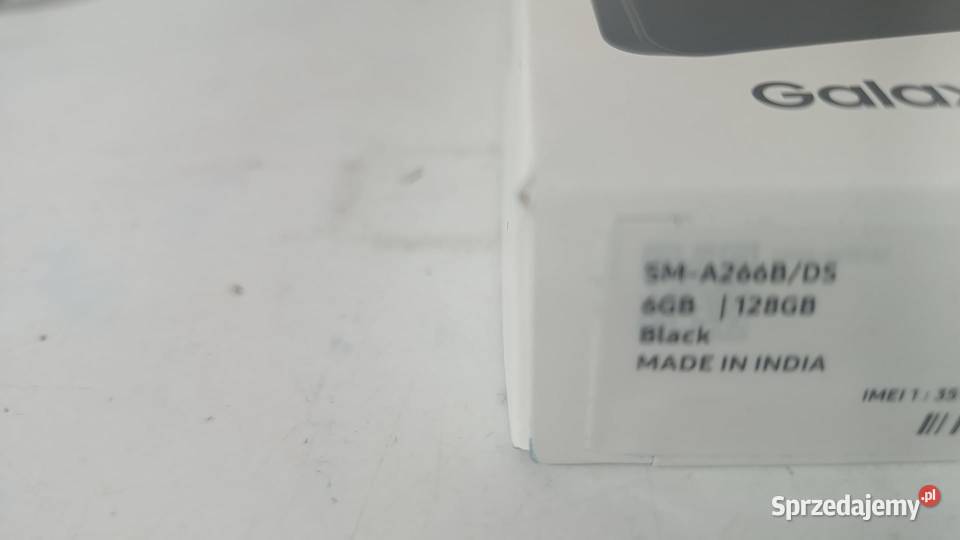 Galax
SM-A266B/DS
6GB | 128GB
Black
MADE IN INDIA
IMEI 1 : 35
Sprzedajemy.pl